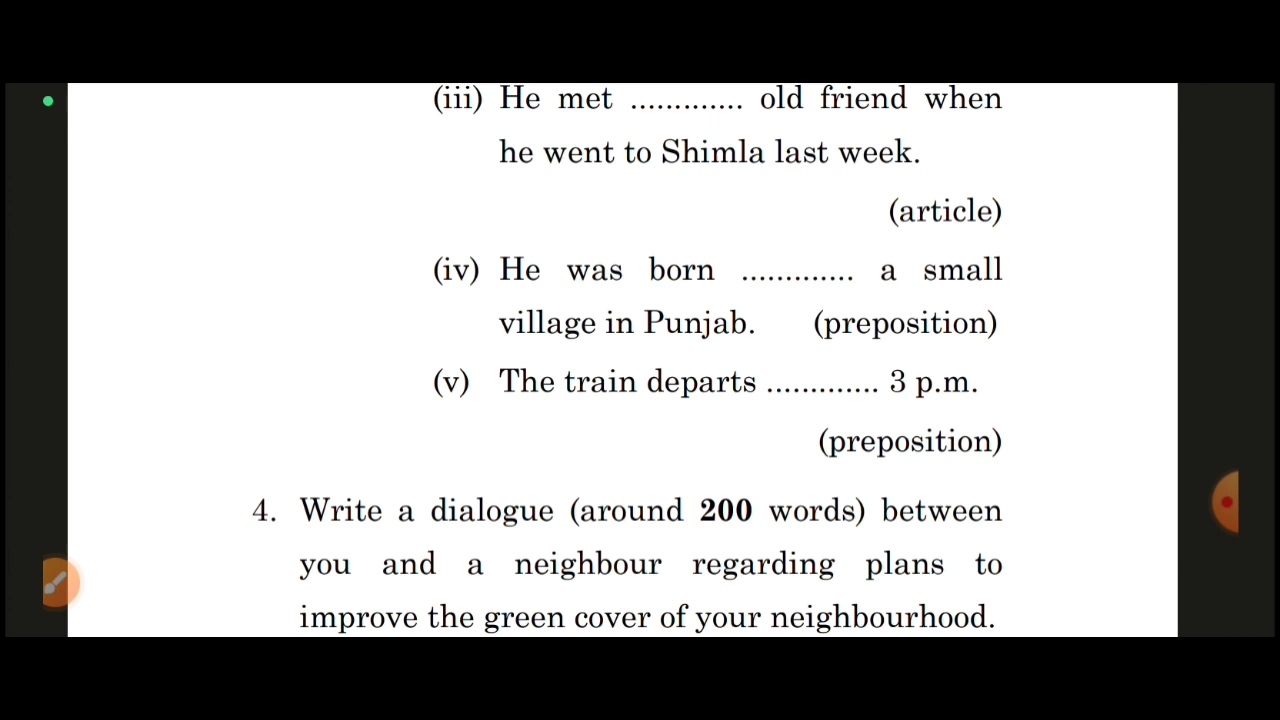 (iii) He met ............. old friend when
he went to Shimla last week.
(article)
(iv) He was born ............. a small
village in Punjab. (preposition)
(v) The train departs ............. 3 p.m.
(preposition)
4. Write a dialogue (around 200 words) between
you and a neighbour regarding plans to
improve the green cover of your neighbourhood.